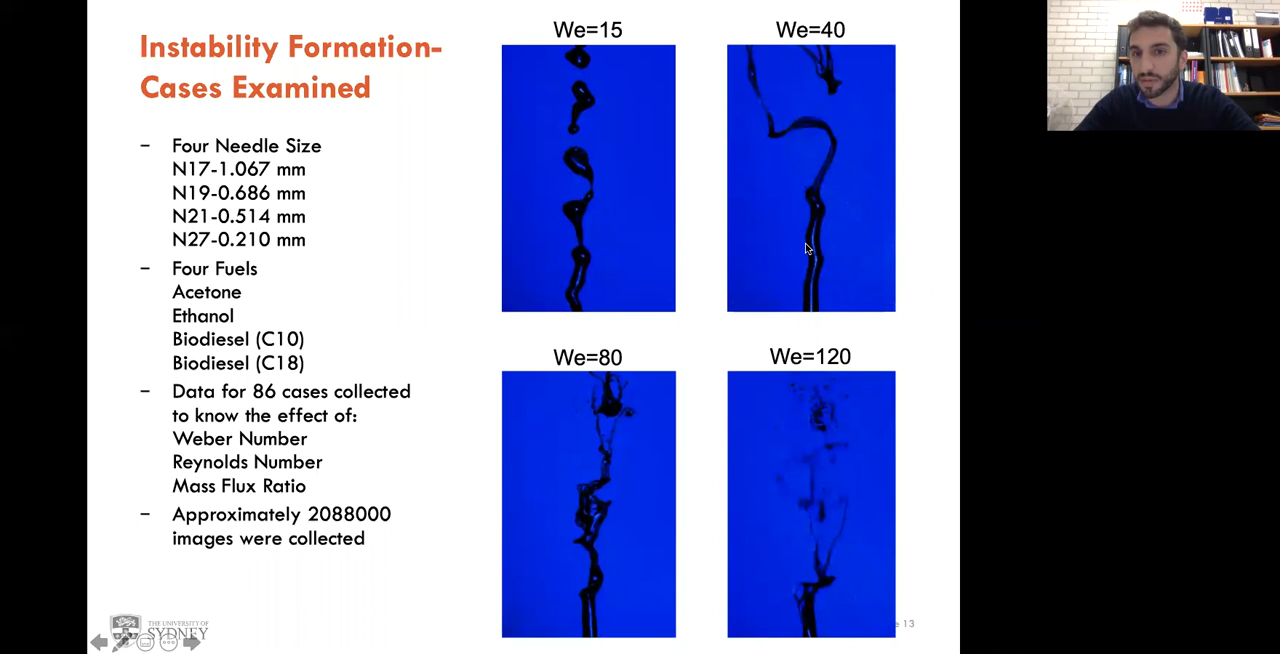 Instability Formation-
Cases Examined
– Four Needle Size
N17-1.067 mm
N19-0.686 mm
N21-0.514 mm
N27-0.210 mm
– Four Fuels
Acetone
Ethanol
Biodiesel (C10)
Biodiesel (C18)
– Data for 86 cases collected
to know the effect of:
Weber Number
Reynolds Number
Mass Flux Ratio
– Approximately 2088000
images were collected
We=15
We=40
We=80
We=120
THE UNIVERSITY OF
SYDNEY
e 13